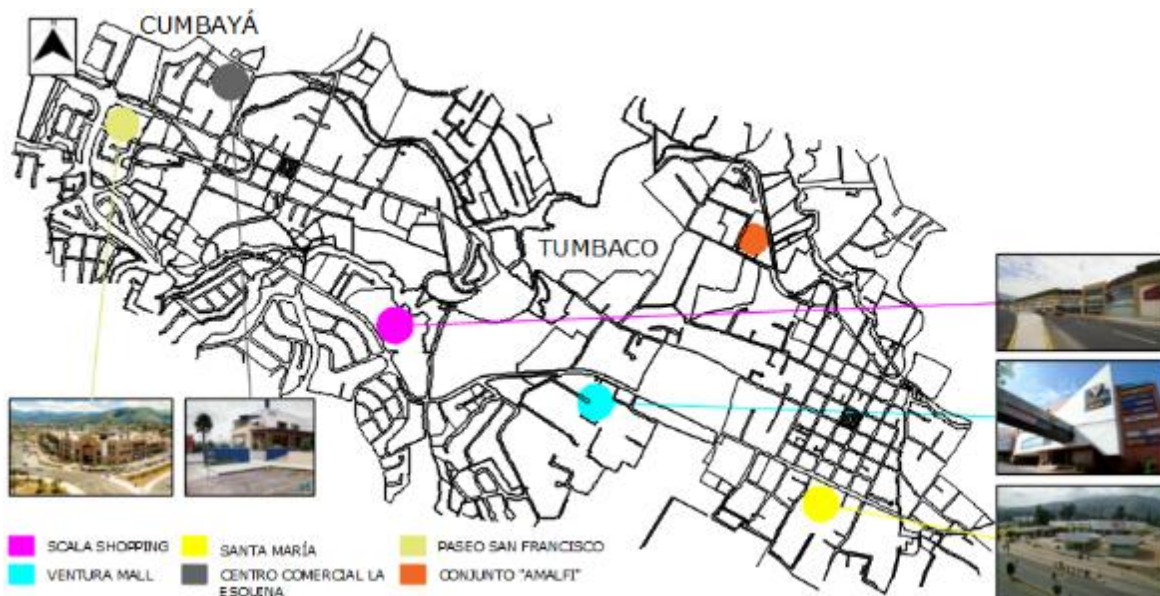 CUMBAYÁ
TUMBACO
SCALA SHOPPING
SANTA MARÍA
PASEO SAN FRANCISCO
VENTURA MALL
CENTRO COMERCIAL LA
ESQUINA
CONJUNTO "AMALFI"